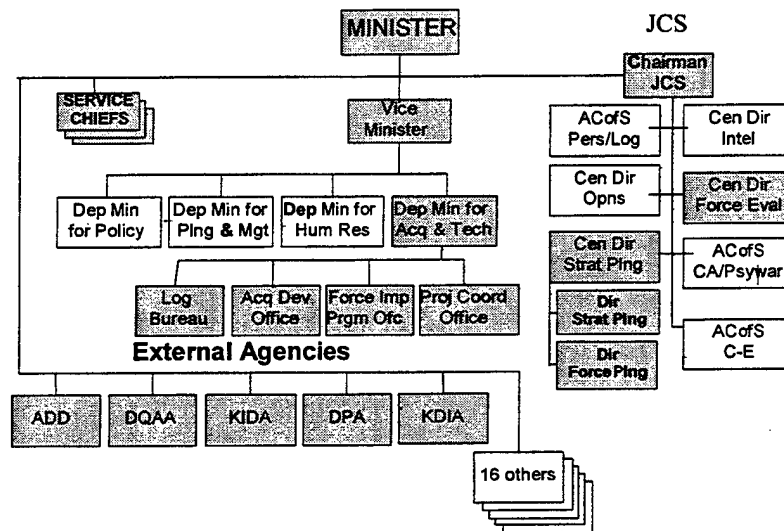 MINISTER
JCS
Chairman
JCS
SERVICE
CHIEFS
Vice
Minister
ACofS
Pers/Log
Cen Dir
Intel
Cen Dir
Opns
Cen Dir
Force Eval
Dep Min
for Policy
Dep Min for
Plng & Mgt
Dep Min for
Hum Res
Dep Min for
Acq & Tech
Cen Dir
Strat Plng
ACofS
CA/Psywar
Log
Bureau
Acq Dev.
Office
Force Imp
Prgm Ofc
Proj Coord
Office
Dir
Strat Plng
Dir
Force Plng
ACofS
C-E
External Agencies
ADD
DQAA
KIDA
DPA
KDIA
16 others